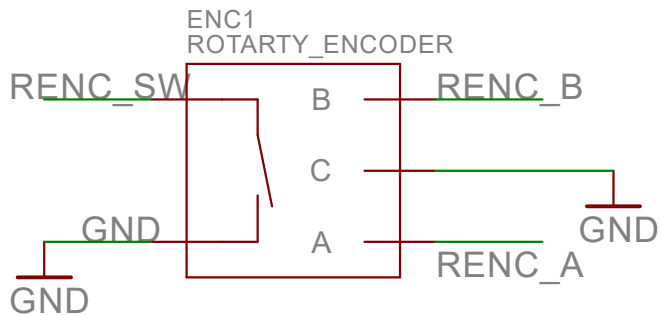 ENC1
ROTARTY_ENCODER
RENC_SW
B
RENC_B
C
GND
A
GND
RENC_A
GND